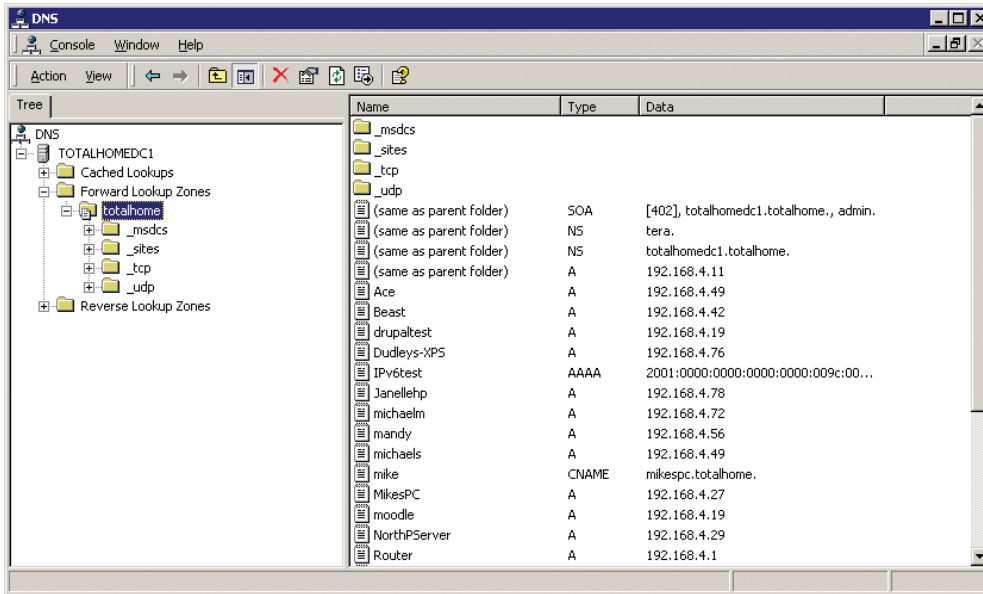 DNS
Console Window Help
Action View
Tree
DNS
TOTALHOMEDC1
Cached Lookups
Forward Lookup Zones
totalhome
_msdcs
_sites
_tcp
_udp
Reverse Lookup Zones
Name Type Data
_msdcs
_sites
_tcp
_udp
(same as parent folder) SOA [402], totalhomedc1.totalhome., admin.
(same as parent folder) NS tera.
(same as parent folder) NS totalhomedc1.totalhome.
(same as parent folder) A 192.168.4.11
Ace A 192.168.4.49
Beast A 192.168.4.42
drupaltest A 192.168.4.19
Dudleys-XPS A 192.168.4.76
IPv6test AAAA 2001:0000:0000:0000:0000:009c:00...
Janellehp A 192.168.4.78
michaelm A 192.168.4.72
mandy A 192.168.4.56
michaels A 192.168.4.49
mike CNAME mikespc.totalhome.
MikesPC A 192.168.4.27
moodle A 192.168.4.19
NorthPServer A 192.168.4.29
Router A 192.168.4.1